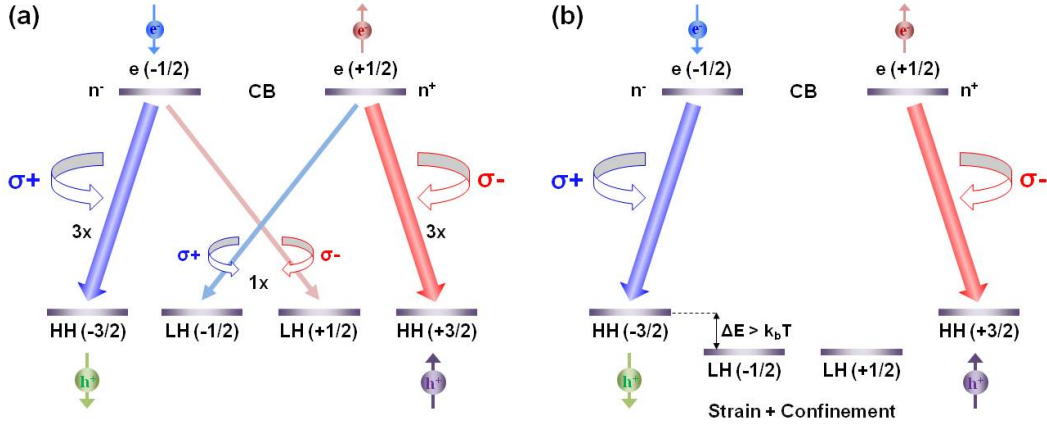 (a)
e⁻
e⁻
e (-1/2)
e (+1/2)
n⁻
CB
n⁺
σ+
σ-
3x
3x
σ+
σ-
1x
HH (-3/2)
LH (-1/2)
LH (+1/2)
HH (+3/2)
h⁺
h⁺
(b)
e⁻
e⁻
e (-1/2)
e (+1/2)
n⁻
CB
n⁺
σ+
σ-
HH (-3/2)
ΔE > k_bT
HH (+3/2)
LH (-1/2)
LH (+1/2)
h⁺
h⁺
Strain + Confinement